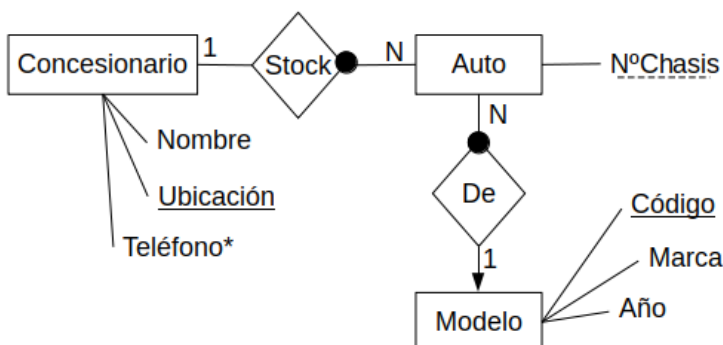 Concesionario
1
Stock
N
Auto
NºChasis
Nombre
Ubicación
Teléfono*
N
De
1
Modelo
Código
Marca
Año